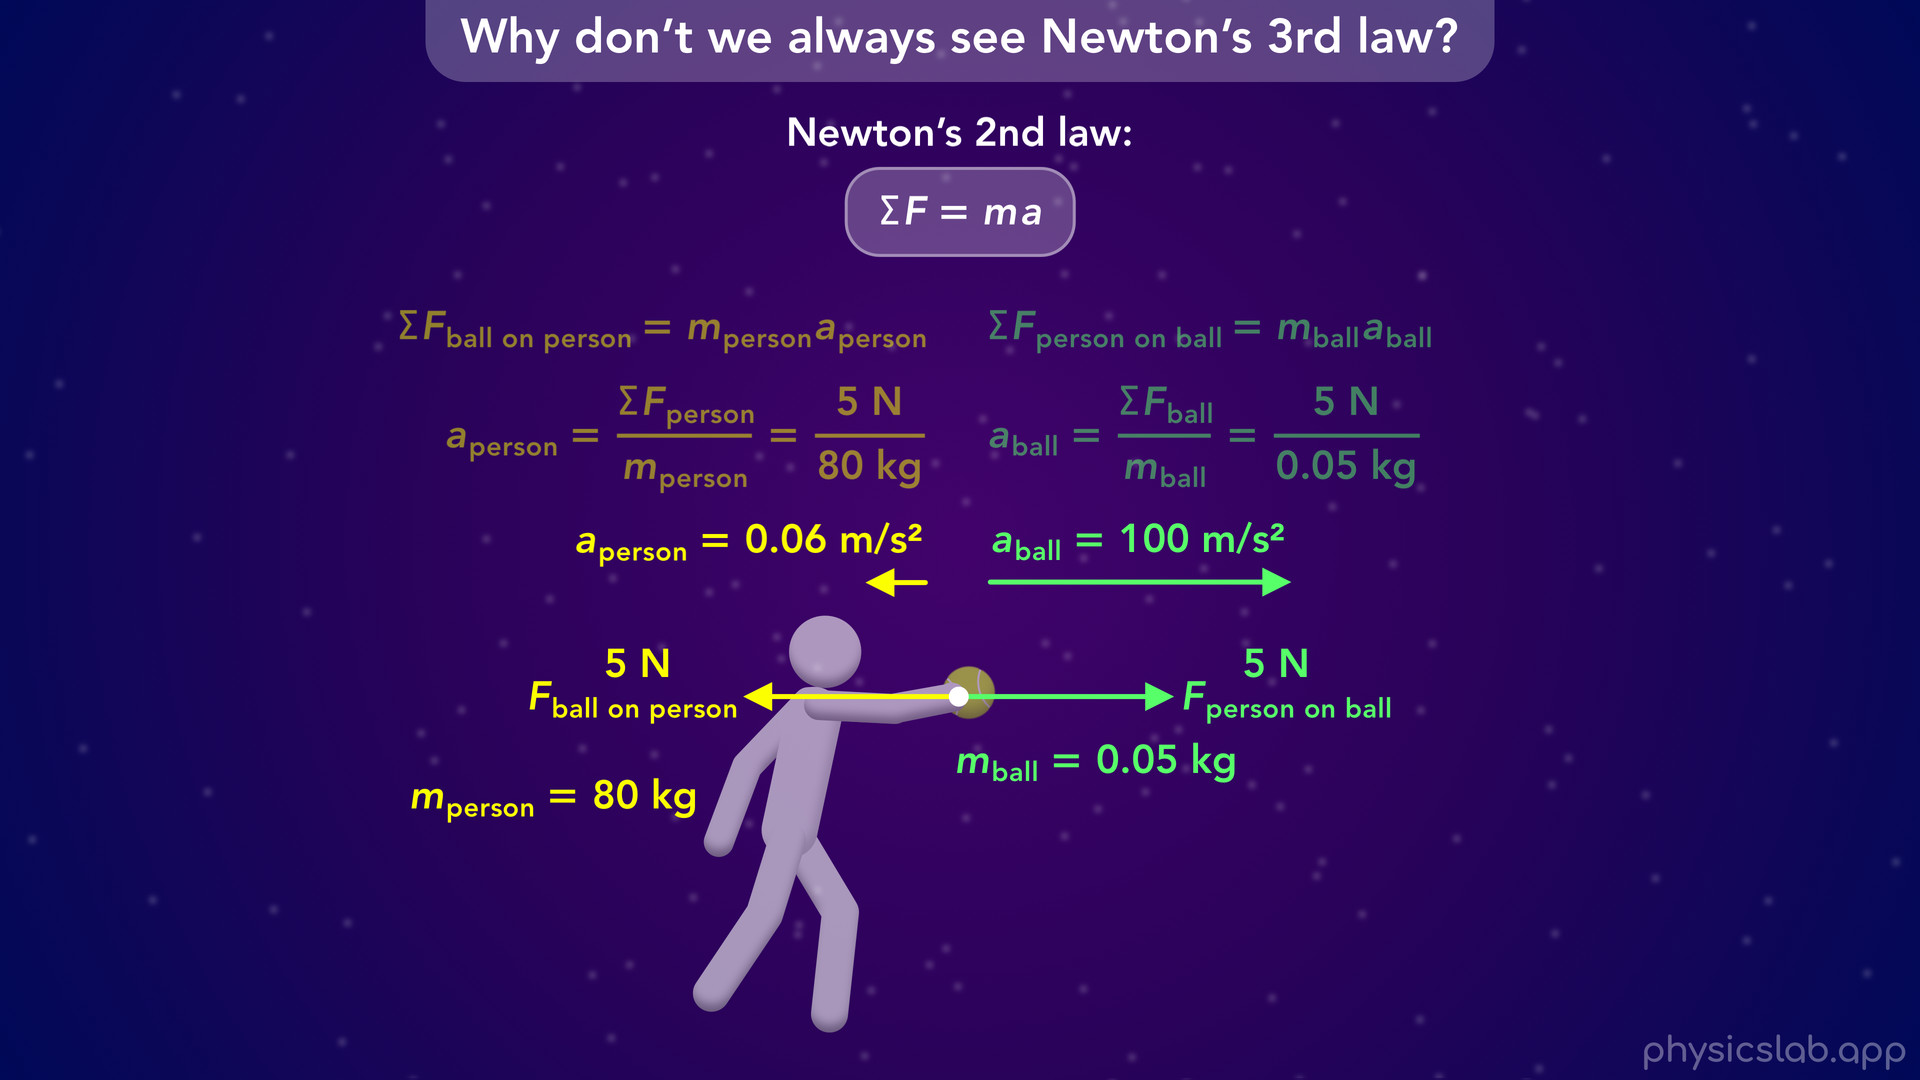 Why don't we always see Newton's 3rd law?
Newton's 2nd law:
ΣF = ma
ΣF_ball on person = m_person a_person
ΣF_person on ball = m_ball a_ball
a_person = ΣF_person / m_person = 5 N / 80 kg
a_ball = ΣF_ball / m_ball = 5 N / 0.05 kg
a_person = 0.06 m/s²
a_ball = 100 m/s²
5 N
F_ball on person
5 N
F_person on ball
m_ball = 0.05 kg
m_person = 80 kg
physicslab.app